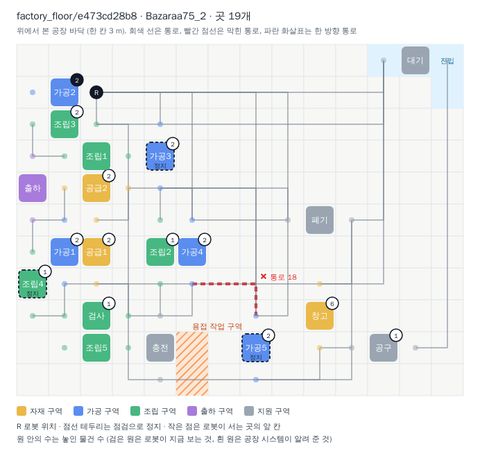 factory_floor/e473cd28b8 · Bazaraa75_2 · 곳 19개
위에서 본 공장 바닥 (한 칸 3 m). 회색 선은 통로, 빨간 점선은 막힌 통로, 파란 화살표는 한 방향 통로
대기
진입
가공2
2
R
조립3
2
조립1
가공3
정지
2
출하
공급2
2
폐기
가공1
2
공급1
2
조립2
1
가공4
2
조립4
정지
1
통로 18
검사
1
창고
6
용접 작업 구역
조립5
충전
가공5
정지
2
공구
1
자재 구역
가공 구역
조립 구역
출하 구역
지원 구역
R 로봇 위치 · 점선 테두리는 점검으로 정지 · 작은 점은 로봇이 서는 곳의 앞 칸
원 안의 수는 놓인 물건 수 (검은 원은 로봇이 지금 보는 것, 흰 원은 공장 시스템이 알려 준 것)